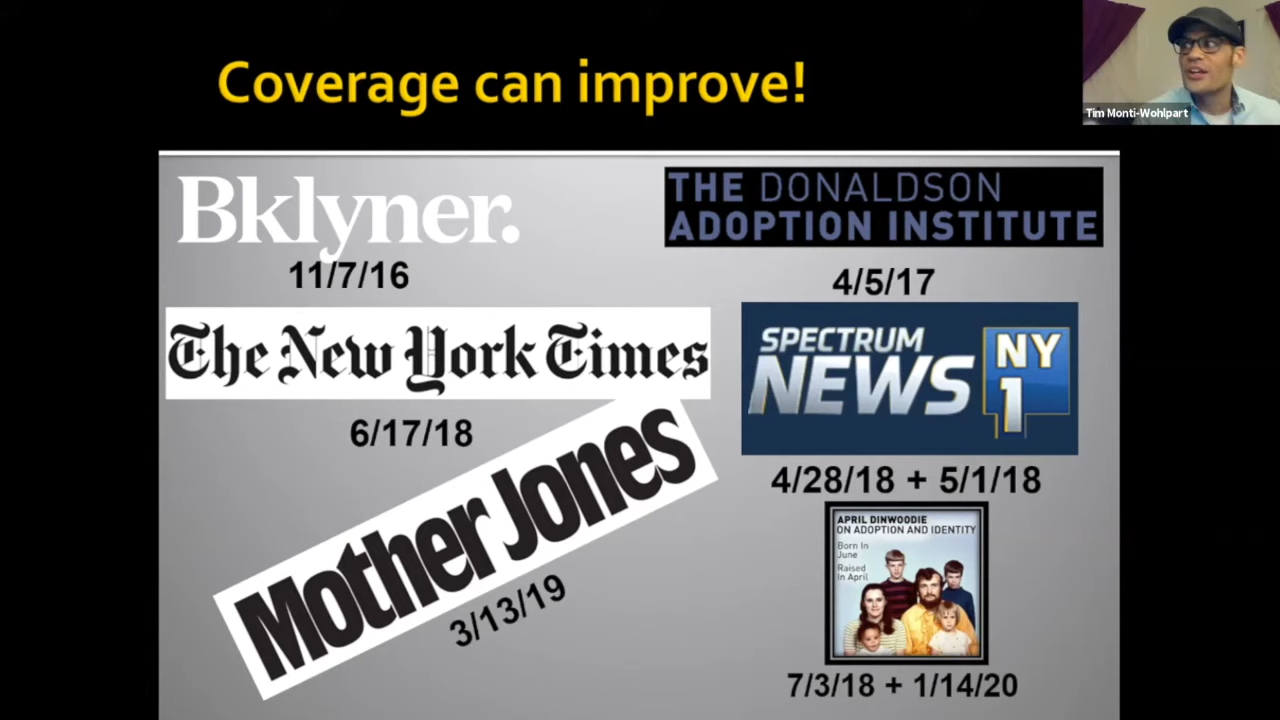 Coverage can improve!
Tim Monti-Wohlpart
Bklyner.
11/7/16
THE DONALDSON
ADOPTION INSTITUTE
4/5/17
The New York Times
6/17/18
SPECTRUM
NEWS
NY
1
4/28/18 + 5/1/18
Mother Jones
3/13/19
APRIL DINWOODIE
ON ADOPTION AND IDENTITY
Born In
June
Raised
In April
7/3/18 + 1/14/20